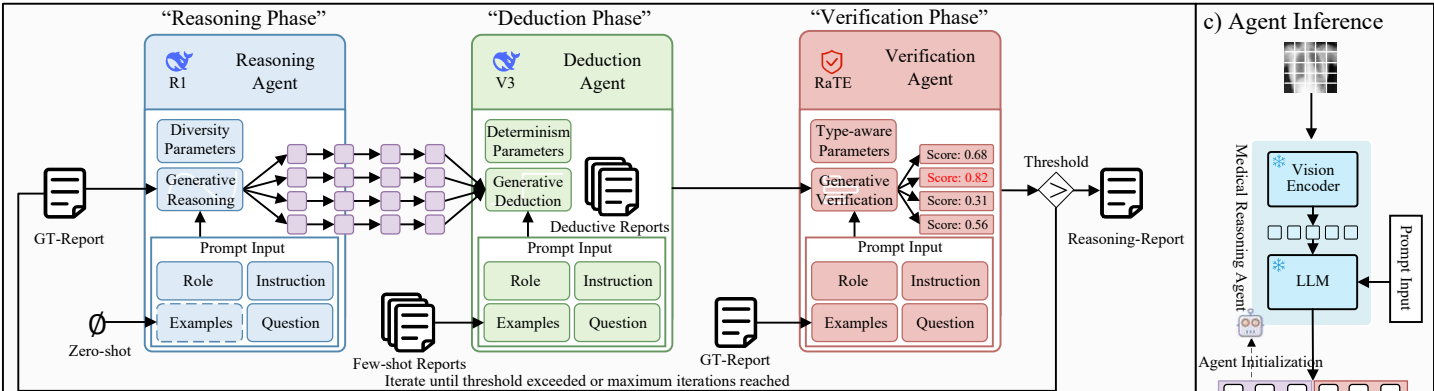 “Reasoning Phase”
R1
Reasoning
Agent
Diversity
Parameters
Generative
Reasoning
Prompt Input
Role
Instruction
Examples
Question
GT-Report
∅
Zero-shot
“Deduction Phase”
V3
Deduction
Agent
Determinism
Parameters
Generative
Deduction
Deductive Reports
Prompt Input
Role
Instruction
Examples
Question
Few-shot Reports
“Verification Phase”
RaTE
Verification
Agent
Type-aware
Parameters
Generative
Verification
Score: 0.68
Score: 0.82
Score: 0.31
Score: 0.56
Prompt Input
Role
Instruction
Examples
Question
GT-Report
Threshold
>
Reasoning-Report
Iterate until threshold exceeded or maximum iterations reached
c) Agent Inference
Medical Reasoning Agent
Vision
Encoder
LLM
Prompt Input
Agent Initialization